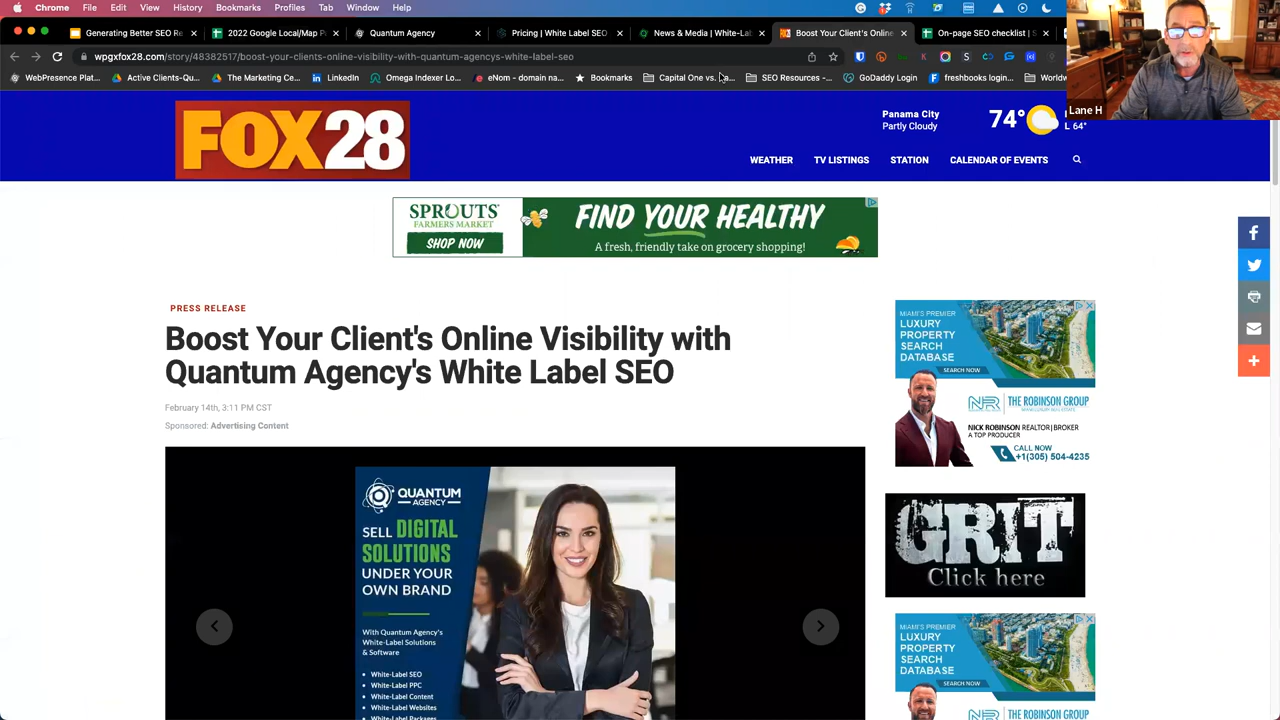 Chrome File Edit View History Bookmarks Profiles Tab Window Help
Generating Better SEO Re
2022 Google Local/Map P
Quantum Agency
Pricing | White Label SEO
News & Media | White-Lab
Boost Your Client's Online
On-page SEO checklist | S
wpgxfox28.com/story/48382517/boost-your-clients-online-visibility-with-quantum-agencys-white-label-seo
WebPresence Plat...
Active Clients-Qu...
The Marketing Ce...
LinkedIn
Omega Indexer Lo...
eNom - domain na...
Bookmarks
Capital One vs.
SEO Resources -...
GoDaddy Login
freshbooks login...
Worldw
Lane H
FOX28
Panama City
Partly Cloudy
74°
L 64°
WEATHER TV LISTINGS STATION CALENDAR OF EVENTS
SPROUTS
FARMERS MARKET
SHOP NOW
FIND YOUR HEALTHY
A fresh, friendly take on grocery shopping!
PRESS RELEASE
Boost Your Client's Online Visibility with
Quantum Agency's White Label SEO
February 14th, 3:11 PM CST
Sponsored: Advertising Content
QUANTUM
AGENCY
SELL DIGITAL
SOLUTIONS
UNDER YOUR
OWN BRAND
With Quantum Agency's
White-Label Solutions
& Software
• White-Label SEO
• White-Label PPC
• White-Label Content
• White-Label Websites
• White-Label Packages
MIAMI'S PREMIER
LUXURY
PROPERTY
SEARCH
DATABASE
SEARCH NOW
NR THE ROBINSON GROUP
NICK ROBINSON REALTOR|BROKER
A TOP PRODUCER
CALL NOW
+1(305) 504-4235
GRIT
Click here
MIAMI'S PREMIER
LUXURY
PROPERTY
SEARCH
DATABASE
SEARCH NOW
NR THE ROBINSON GROUP